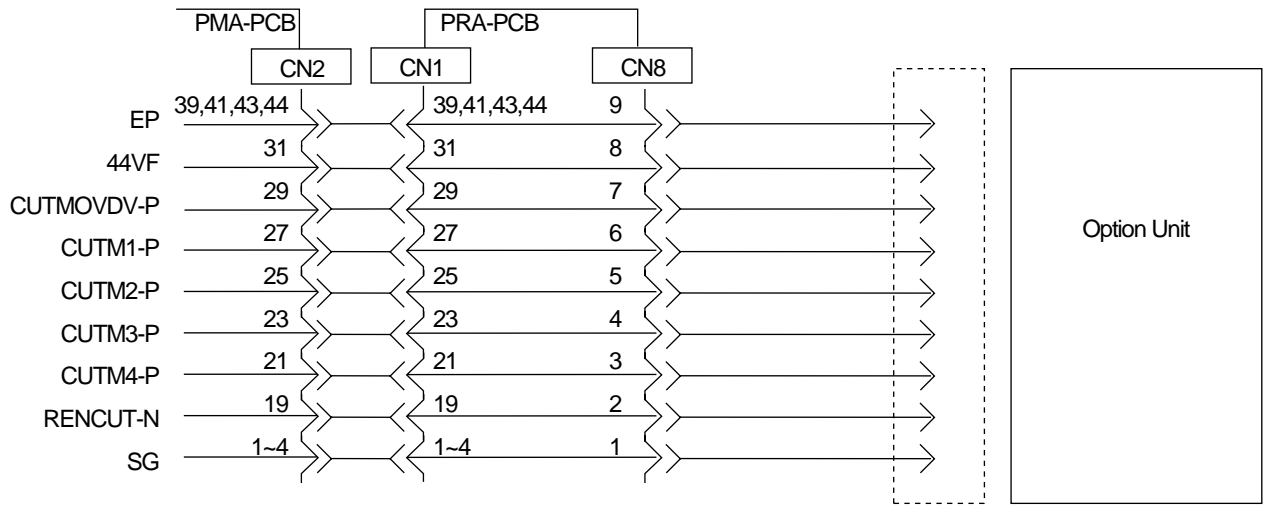 PMA-PCB PRA-PCB
CN2 CN1 CN8
EP 39,41,43,44 39,41,43,44 9
44VF 31 31 8
CUTMOVDV-P 29 29 7
CUTM1-P 27 27 6
CUTM2-P 25 25 5
CUTM3-P 23 23 4
CUTM4-P 21 21 3
RENCUT-N 19 19 2
SG 1~4 1~4 1
Option Unit